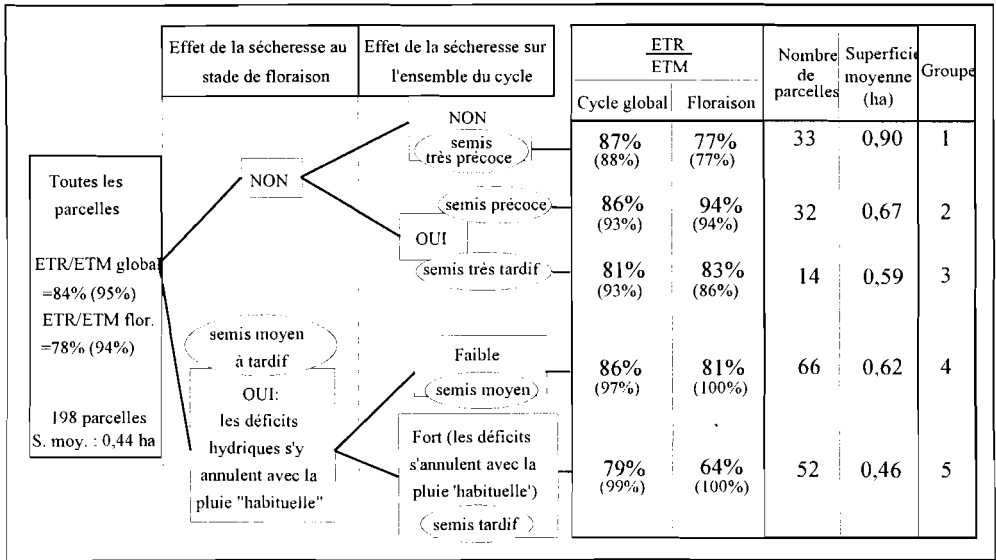 Effet de la sécheresse au
stade de floraison
Effet de la sécheresse sur
l'ensemble du cycle
ETR
ETM
Cycle global
Floraison
Nombre
de
parcelles
Superficie
moyenne
(ha)
Groupe
Toutes les
parcelles
ETR/ETM global
=84% (95%)
ETR/ETM flor.
=78% (94%)
198 parcelles
S. moy. : 0,44 ha
NON
NON
semis
très précoce
87%
(88%)
77%
(77%)
33
0,90
1
OUI
semis précoce
86%
(93%)
94%
(94%)
32
0,67
2
semis très tardif
81%
(93%)
83%
(86%)
14
0,59
3
semis moyen
à tardif
OUI:
les déficits
hydriques s'y
annulent avec la
pluie "habituelle"
Faible
semis moyen
86%
(97%)
81%
(100%)
66
0.62
4
Fort (les déficits
s'annulent avec la
pluie 'habituelle')
semis tardif
79%
(99%)
64%
(100%)
52
0,46
5